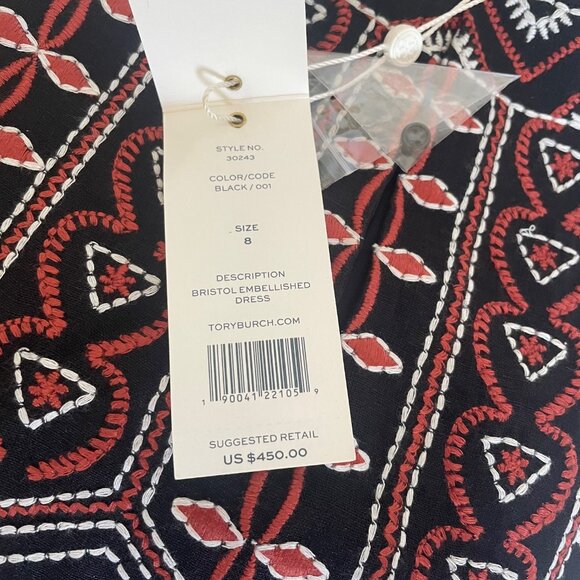 STYLE NO.
30243
COLOR/CODE
BLACK / 001
SIZE
8
DESCRIPTION
BRISTOL EMBELLISHED
DRESS
TORYBURCH.COM
1 90041 22105 9
SUGGESTED RETAIL
US $450.00